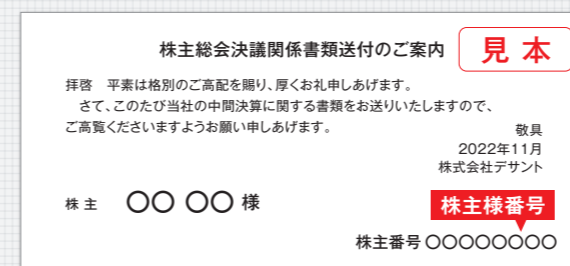 株主総会決議関係書類送付のご案内
見本
拝啓　平素は格別のご高配を賜り、厚くお礼申しあげます。
さて、このたび当社の中間決算に関する書類をお送りいたしますので、
ご高覧くださいますようお願い申しあげます。
敬具
2022年11月
株式会社デサント
株主　〇〇 〇〇 様
株主様番号
株主番号 〇〇〇〇〇〇〇〇